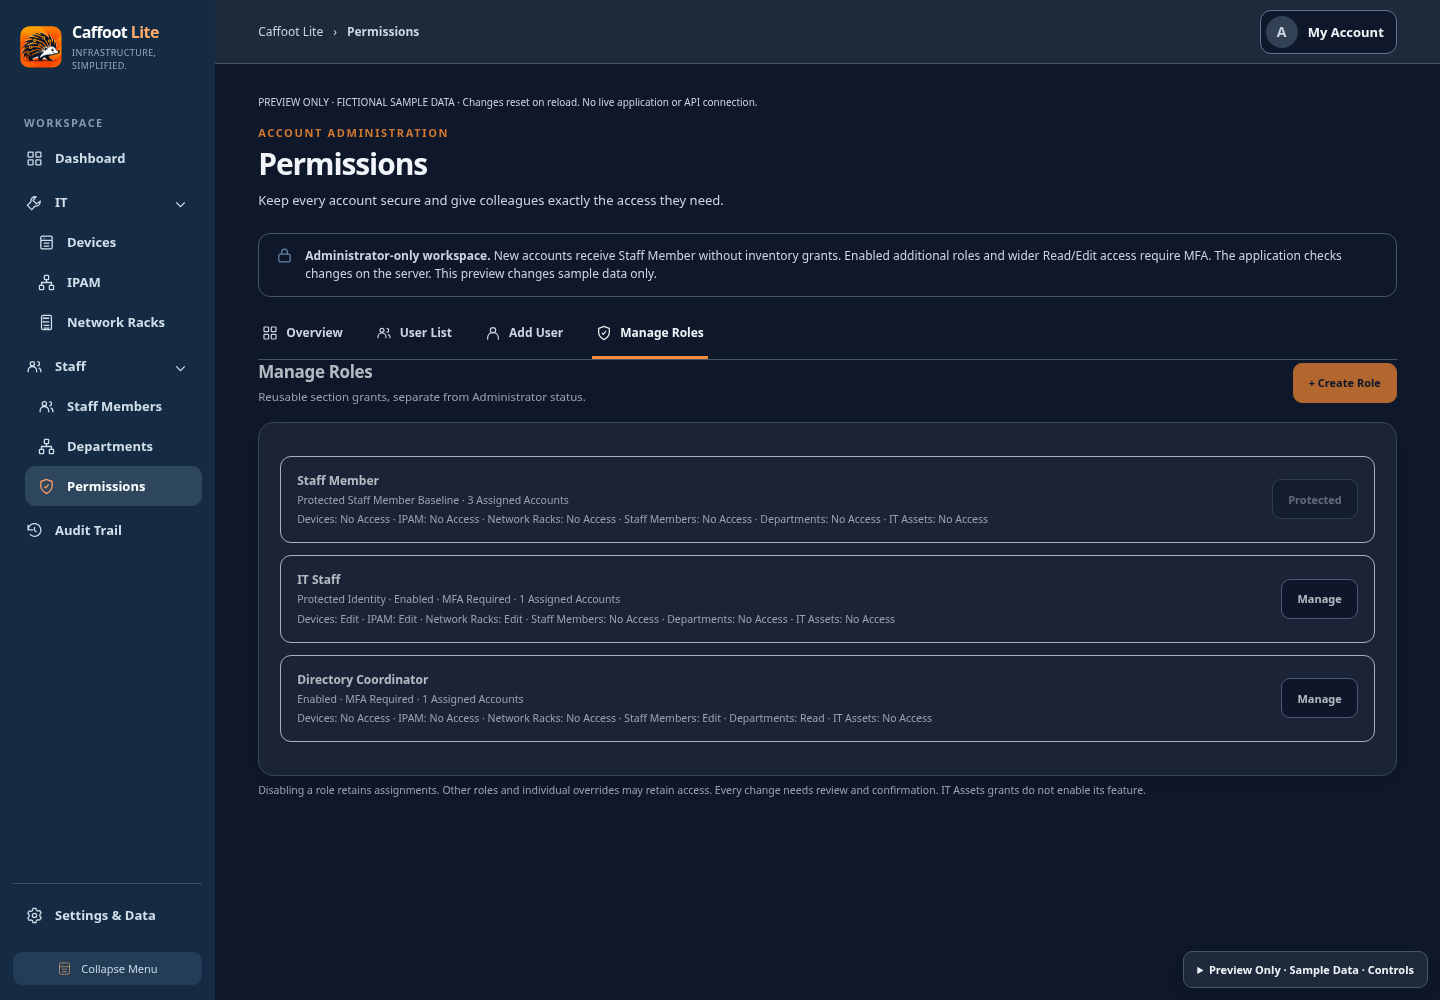 Caffoot Lite
INFRASTRUCTURE,
SIMPLIFIED.
WORKSPACE
Dashboard
IT
Devices
IPAM
Network Racks
Staff
Staff Members
Departments
Permissions
Audit Trail
Settings & Data
Collapse Menu
Caffoot Lite › Permissions
A My Account
PREVIEW ONLY · FICTIONAL SAMPLE DATA · Changes reset on reload. No live application or API connection.
ACCOUNT ADMINISTRATION
Permissions
Keep every account secure and give colleagues exactly the access they need.
Administrator-only workspace. New accounts receive Staff Member without inventory grants. Enabled additional roles and wider Read/Edit access require MFA. The application checks
changes on the server. This preview changes sample data only.
Overview User List Add User Manage Roles
Manage Roles
Reusable section grants, separate from Administrator status.
+ Create Role
Staff Member
Protected Staff Member Baseline · 3 Assigned Accounts
Devices: No Access · IPAM: No Access · Network Racks: No Access · Staff Members: No Access · Departments: No Access · IT Assets: No Access
Protected
IT Staff
Protected Identity · Enabled · MFA Required · 1 Assigned Accounts
Devices: Edit · IPAM: Edit · Network Racks: Edit · Staff Members: No Access · Departments: No Access · IT Assets: No Access
Manage
Directory Coordinator
Enabled · MFA Required · 1 Assigned Accounts
Devices: No Access · IPAM: No Access · Network Racks: No Access · Staff Members: Edit · Departments: Read · IT Assets: No Access
Manage
Disabling a role retains assignments. Other roles and individual overrides may retain access. Every change needs review and confirmation. IT Assets grants do not enable its feature.
Preview Only · Sample Data · Controls